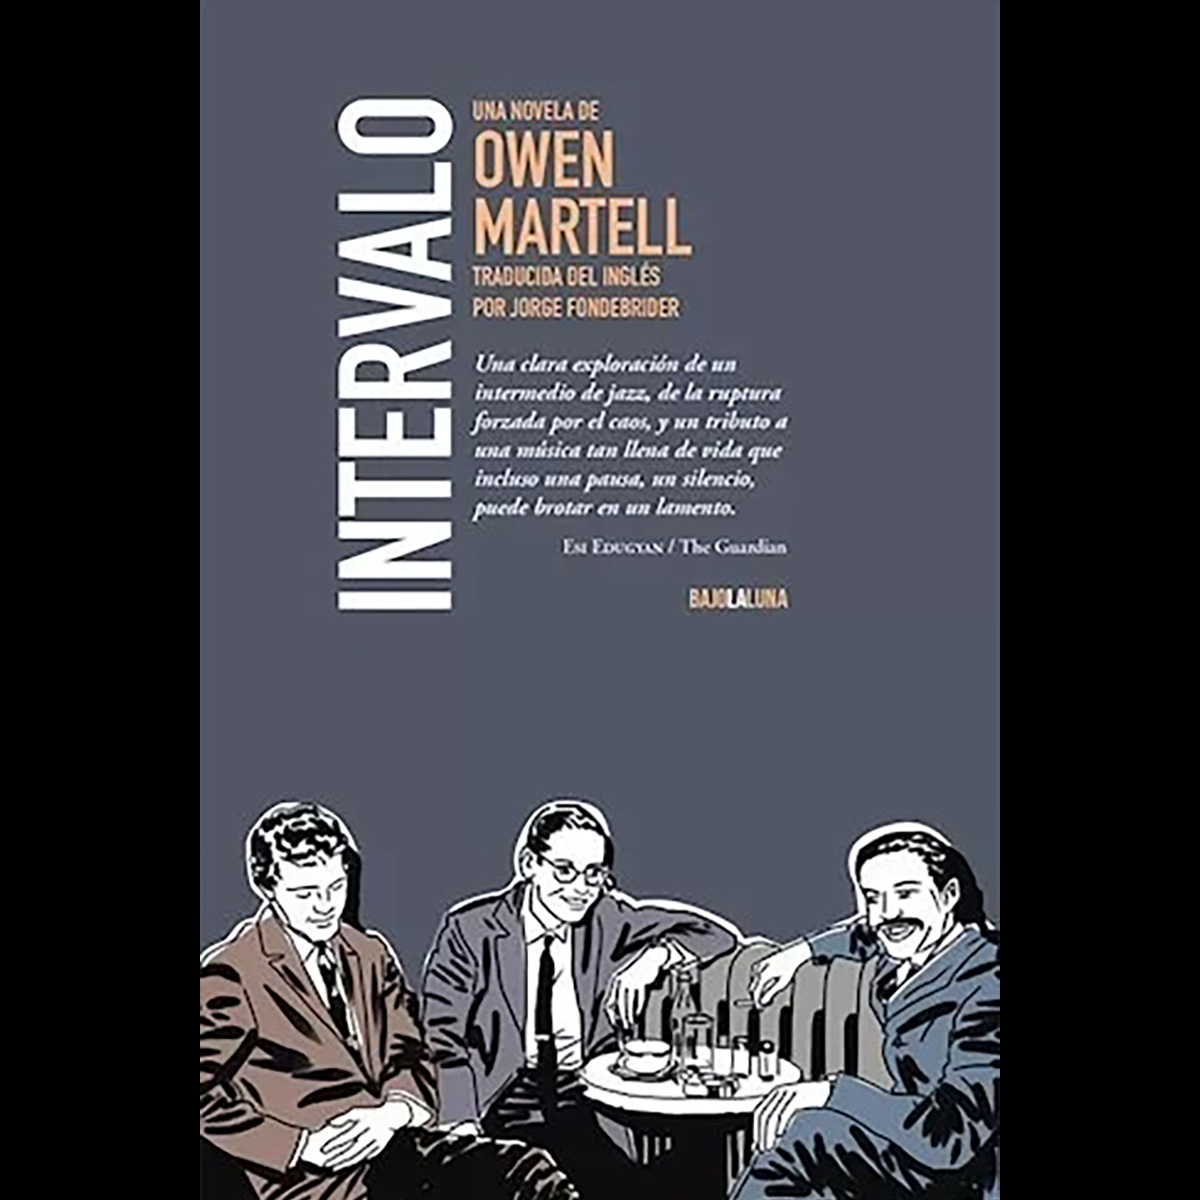 INTERVALO
UNA NOVELA DE
OWEN
MARTELL
TRADUCIDA DEL INGLÉS
POR JORGE FONDEBRIDER
Una clara exploración de un
intermedio de jazz, de la ruptura
forzada por el caos, y un tributo a
una música tan llena de vida que
incluso una pausa, un silencio,
puede brotar en un lamento.
Esi Edugyan / The Guardian
BAJOLALUNA